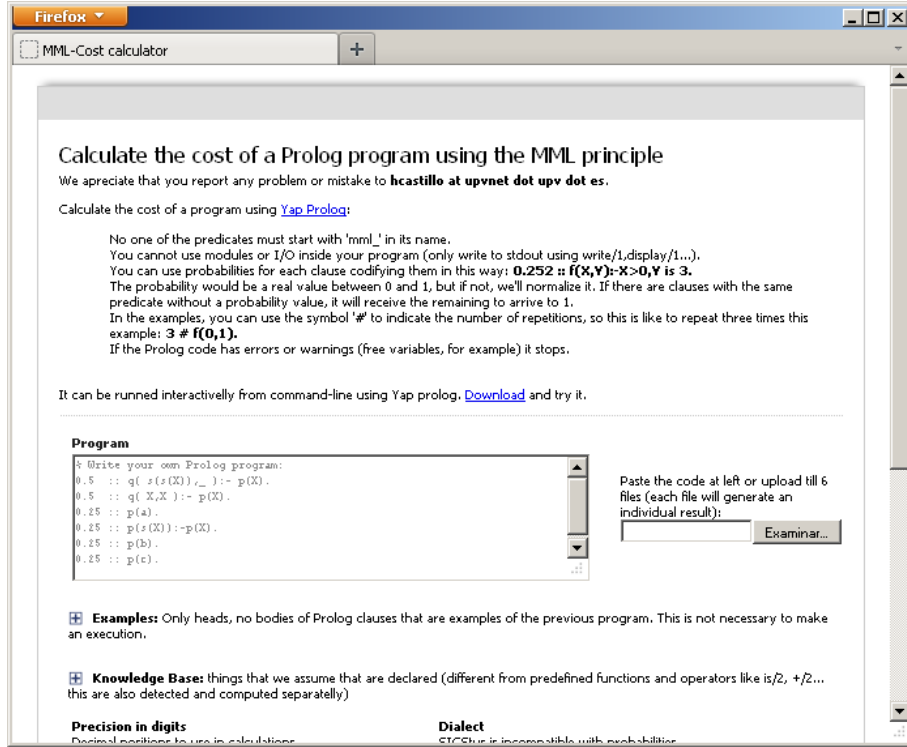 Firefox
MML-Cost calculator
Calculate the cost of a Prolog program using the MML principle
We apreciate that you report any problem or mistake to hcastillo at upvnet dot upv dot es.
Calculate the cost of a program using Yap Prolog:
No one of the predicates must start with 'mml_' in its name.
You cannot use modules or I/O inside your program (only write to stdout using write/1,display/1...).
You can use probabilities for each clause codifying them in this way: 0.252 :: f(X,Y):-X>0,Y is 3.
The probability would be a real value between 0 and 1, but if not, we'll normalize it. If there are clauses with the same
predicate without a probability value, it will receive the remaining to arrive to 1.
In the examples, you can use the symbol '#' to indicate the number of repetitions, so this is like to repeat three times this
example: 3 # f(0,1).
If the Prolog code has errors or warnings (free variables, for example) it stops.
It can be runned interactivelly from command-line using Yap prolog. Download and try it.
Program
% Write your own Prolog program:
0.5 :: q( s(s(X)),_ ):- p(X).
0.5 :: q( X,X ):- p(X).
0.25 :: p(a).
0.25 :: p(s(X)):-p(X).
0.25 :: p(b).
0.25 :: p(c).
Paste the code at left or upload till 6
files (each file will generate an
individual result):
Examinar...
Examples: Only heads, no bodies of Prolog clauses that are examples of the previous program. This is not necessary to make
an execution.
Knowledge Base: things that we assume that are declared (different from predefined functions and operators like is/2, +/2...
this are also detected and computed separatelly)
Precision in digits
Dialect
Decimal positions to use in calculations
SICStus is incompatible with probabilities